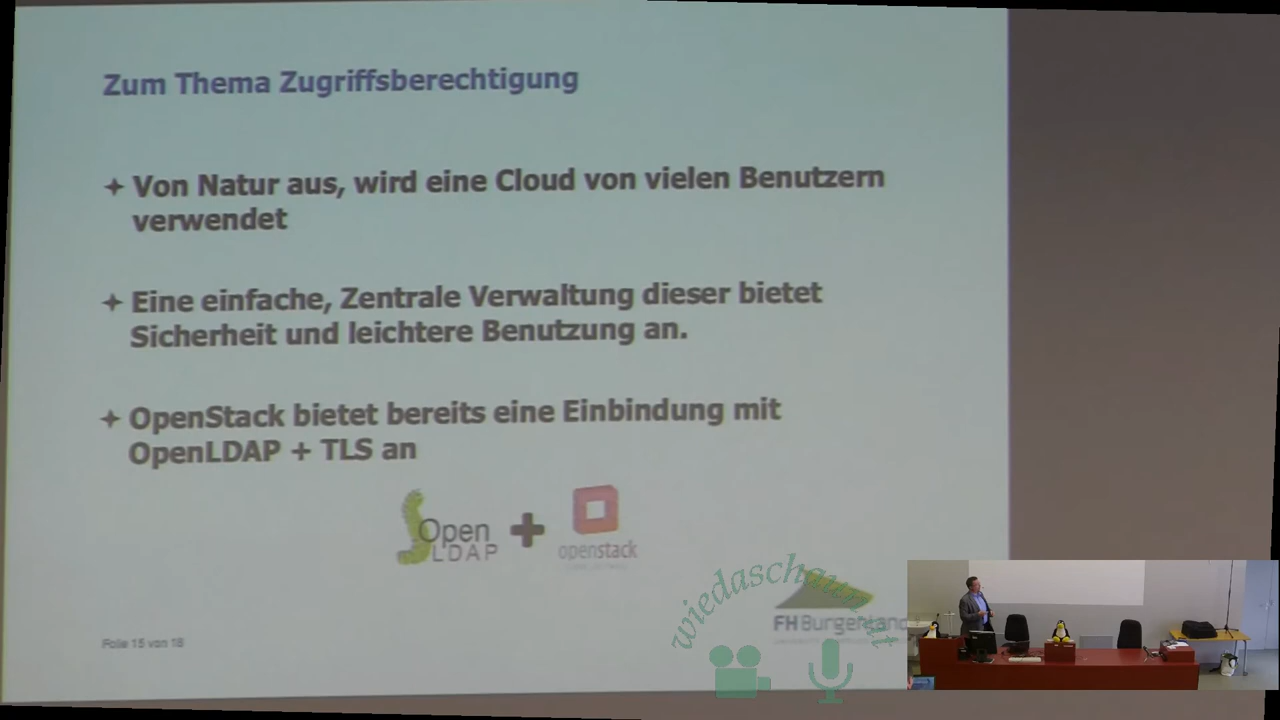 Zum Thema Zugriffsberechtigung
Von Natur aus, wird eine Cloud von vielen Benutzern
verwendet
Eine einfache, Zentrale Verwaltung dieser bietet
Sicherheit und leichtere Benutzung an.
OpenStack bietet bereits eine Einbindung mit
OpenLDAP + TLS an
Open
LDAP
+
openstack
wiedaschaun.at
FH Burgenland
Folie 15 von 18